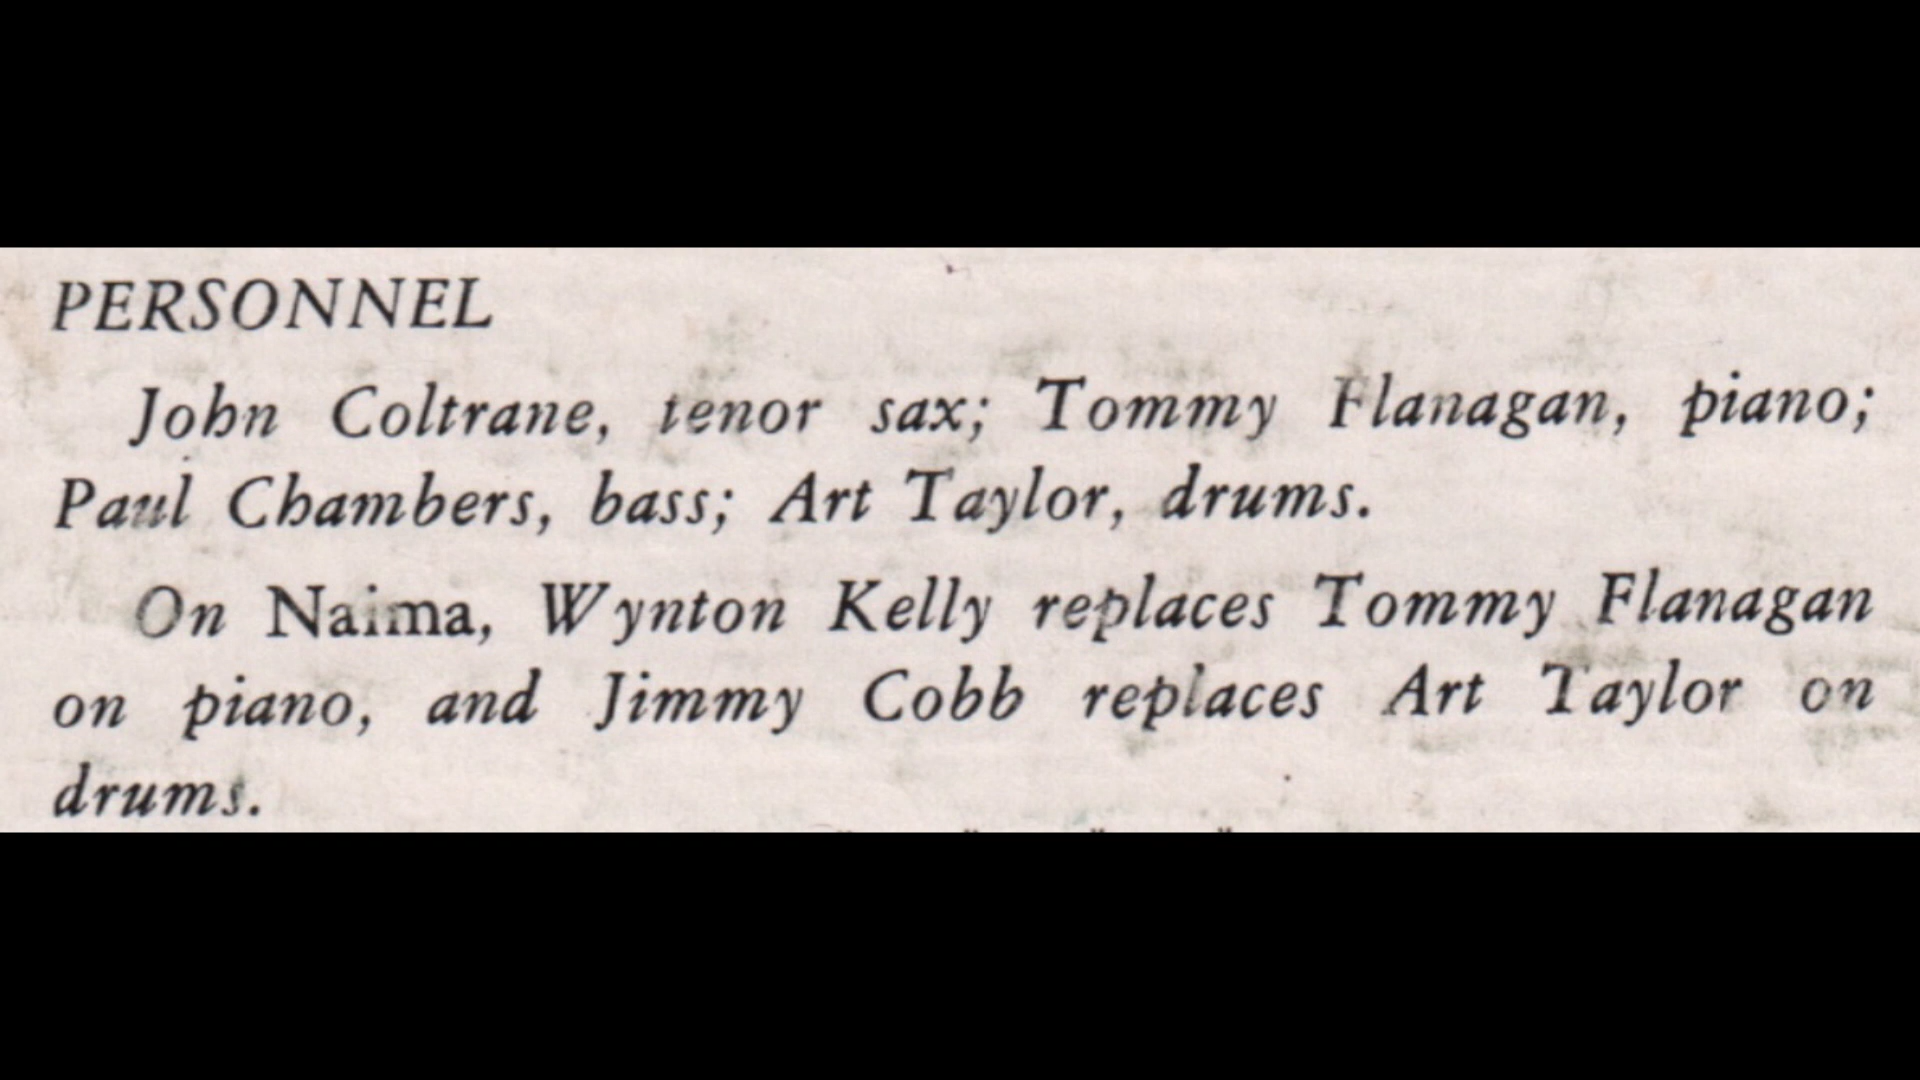 PERSONNEL
John Coltrane, tenor sax; Tommy Flanagan, piano;
Paul Chambers, bass; Art Taylor, drums.
On Naima, Wynton Kelly replaces Tommy Flanagan
on piano, and Jimmy Cobb replaces Art Taylor on
drums.